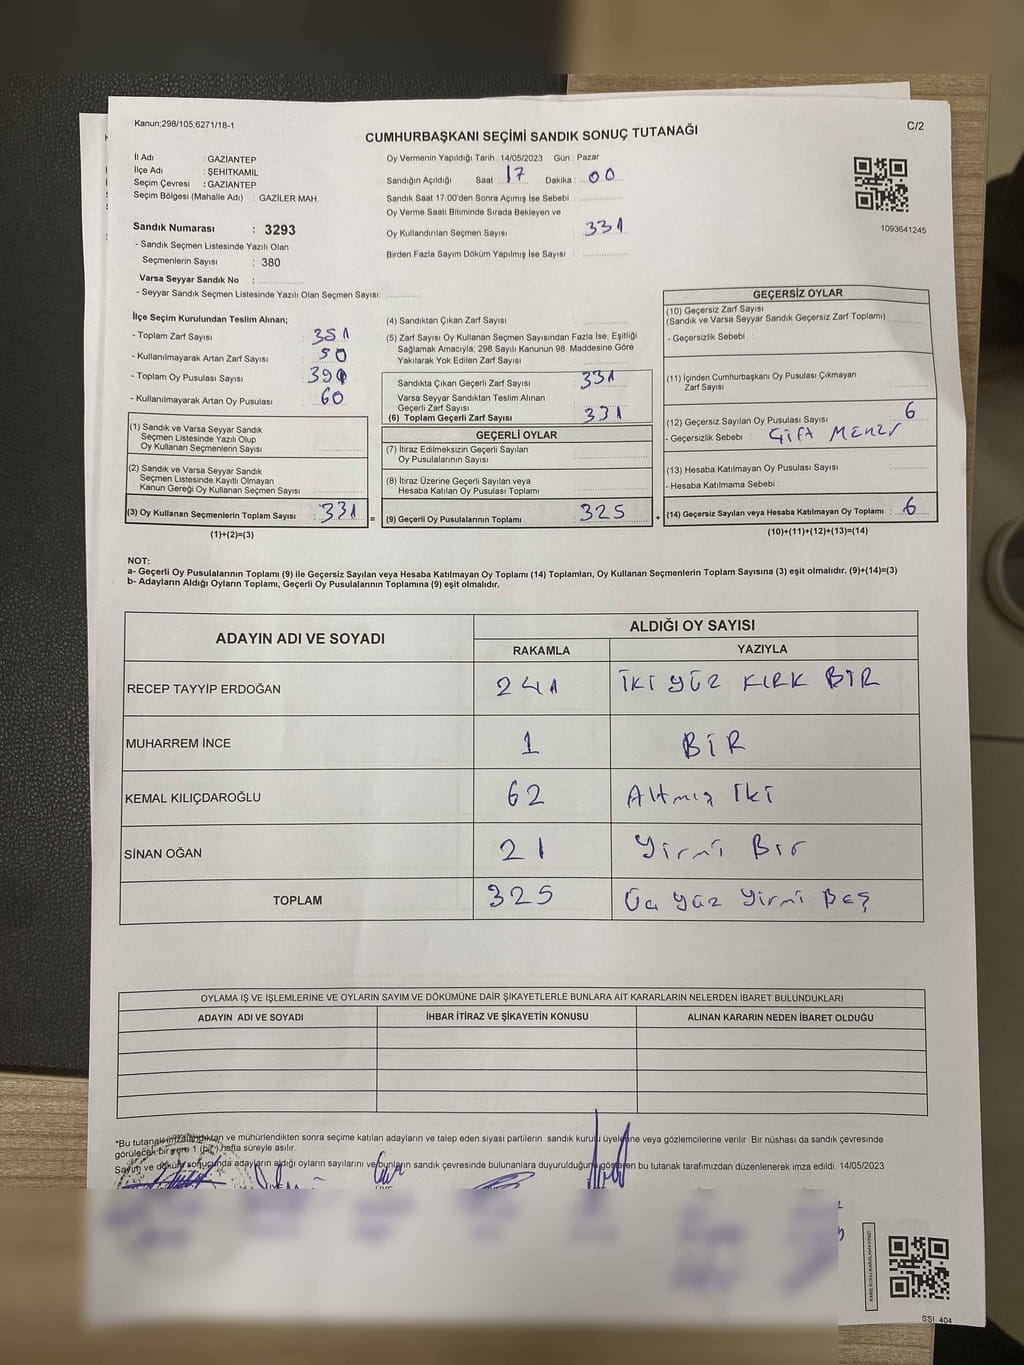 Kanun;298/105,6271/18-1
CUMHURBAŞKANI SEÇİMİ SANDIK SONUÇ TUTANAĞI
C/2
İl Adı : GAZİANTEP
İlçe Adı : ŞEHİTKAMİL
Seçim Çevresi : GAZİANTEP
Seçim Bölgesi (Mahalle Adı) : GAZİLER MAH.
Oy Vermenin Yapıldığı Tarih : 14/05/2023 Gün : Pazar
Sandığın Açıldığı Saat : 17 Dakika : 00
Sandık Saat 17.00'den Sonra Açımış İse Sebebi :
Oy Verme Saati Bitiminde Sırada Bekleyen ve
Oy Kullandırılan Seçmen Sayısı : 331
Birden Fazla Sayım Döküm Yapılmış İse Sayısı :
1093641245
Sandık Numarası : 3293
- Sandık Seçmen Listesinde Yazılı Olan
Seçmenlerin Sayısı : 380
Varsa Seyyar Sandık No :
- Seyyar Sandık Seçmen Listesinde Yazılı Olan Seçmen Sayısı:
İlçe Seçim Kurulundan Teslim Alınan;
- Toplam Zarf Sayısı : 381
- Kullanılmayarak Artan Zarf Sayısı : 50
- Toplam Oy Pusulası Sayısı :
- Kullanılmayarak Artan Oy Pusulası : 60
(1) Sandık ve Varsa Seyyar Sandık
Seçmen Listesinde Yazılı Olup
Oy Kullanan Seçmenlerin Sayısı :
(2) Sandık ve Varsa Seyyar Sandık
Seçmen Listesinde Kayıtlı Olmayan
Kanun Gereği Oy Kullanan Seçmen Sayısı :
(3) Oy Kullanan Seçmenlerin Toplam Sayısı : 331 =
(1)+(2)=(3)
(4) Sandıktan Çıkan Zarf Sayısı :
(5) Zarf Sayısı Oy Kullanan Seçmen Sayısından Fazla İse, Eşitliği
Sağlamak Amacıyla; 298 Sayılı Kanunun 98. Maddesine Göre
Yakılarak Yok Edilen Zarf Sayısı :
Sandıkta Çıkan Geçerli Zarf Sayısı : 331
Varsa Seyyar Sandıktan Teslim Alınan
Geçerli Zarf Sayısı :
(6) Toplam Geçerli Zarf Sayısı : 331
GEÇERLİ OYLAR
(7) İtiraz Edilmeksizin Geçerli Sayılan
Oy Pusulalarının Sayısı :
(8) İtiraz Üzerine Geçerli Sayılan veya
Hesaba Katılan Oy Pusulası Toplamı :
(9) Geçerli Oy Pusulalarının Toplamı : 325 +
GEÇERSİZ OYLAR
(10) Geçersiz Zarf Sayısı
(Sandık ve Varsa Seyyar Sandık Geçersiz Zarf Toplamı) :
- Geçersizlik Sebebi :
(11) İçinden Cumhurbaşkanı Oy Pusulası Çıkmayan
Zarf Sayısı :
(12) Geçersiz Sayılan Oy Pusulası Sayısı : 6
- Geçersizlik Sebebi :
(13) Hesaba Katılmayan Oy Pusulası Sayısı :
- Hesaba Katılmama Sebebi :
(14) Geçersiz Sayılan veya Hesaba Katılmayan Oy Toplamı : 6
(10)+(11)+(12)+(13)=(14)
NOT:
a- Geçerli Oy Pusulalarının Toplamı (9) ile Geçersiz Sayılan veya Hesaba Katılmayan Oy Toplamı (14) Toplamları, Oy Kullanan Seçmenlerin Toplam Sayısına (3) eşit olmalıdır. (9)+(14)=(3)
b- Adayların Aldığı Oyların Toplamı, Geçerli Oy Pusulalarının Toplamına (9) eşit olmalıdır.
ADAYIN ADI VE SOYADI
ALDIĞI OY SAYISI
RAKAMLA YAZIYLA
RECEP TAYYİP ERDOĞAN 241 İKİ YÜZ KIRK BİR
MUHARREM İNCE 1 BİR
KEMAL KILIÇDAROĞLU 62 Altmış İki
SİNAN OĞAN 21 Yirmi Bir
TOPLAM 325 Üç Yüz Yirmi Beş
OYLAMA İŞ VE İŞLEMLERİNE VE OYLARIN SAYIM VE DÖKÜMÜNE DAİR ŞİKAYETLERLE BUNLARA AİT KARARLARIN NELERDEN İBARET BULUNDUKLARI
ADAYIN ADI VE SOYADI İHBAR İTİRAZ VE ŞİKAYETİN KONUSU ALINAN KARARIN NEDEN İBARET OLDUĞU
*Bu tutanak imzalandıktan ve mühürlendikten sonra seçime katılan adayların ve talep eden siyasi partilerin sandık kurulu üyelerine veya gözlemcilerine verilir Bir nüshası da sandık çevresinde
görülecek bir yere 1 (bir) hafta süreyle asılır.
Sayım ve döküm sonucunda adayların aldığı oyların sayılarını ve bunların sandık çevresinde bulunanlara duyurulduğunu gösteren bu tutanak tarafımızdan düzenlenerek imza edildi. 14/05/2023
KARE KODU KARALAMAYINIZ!
SSI_404